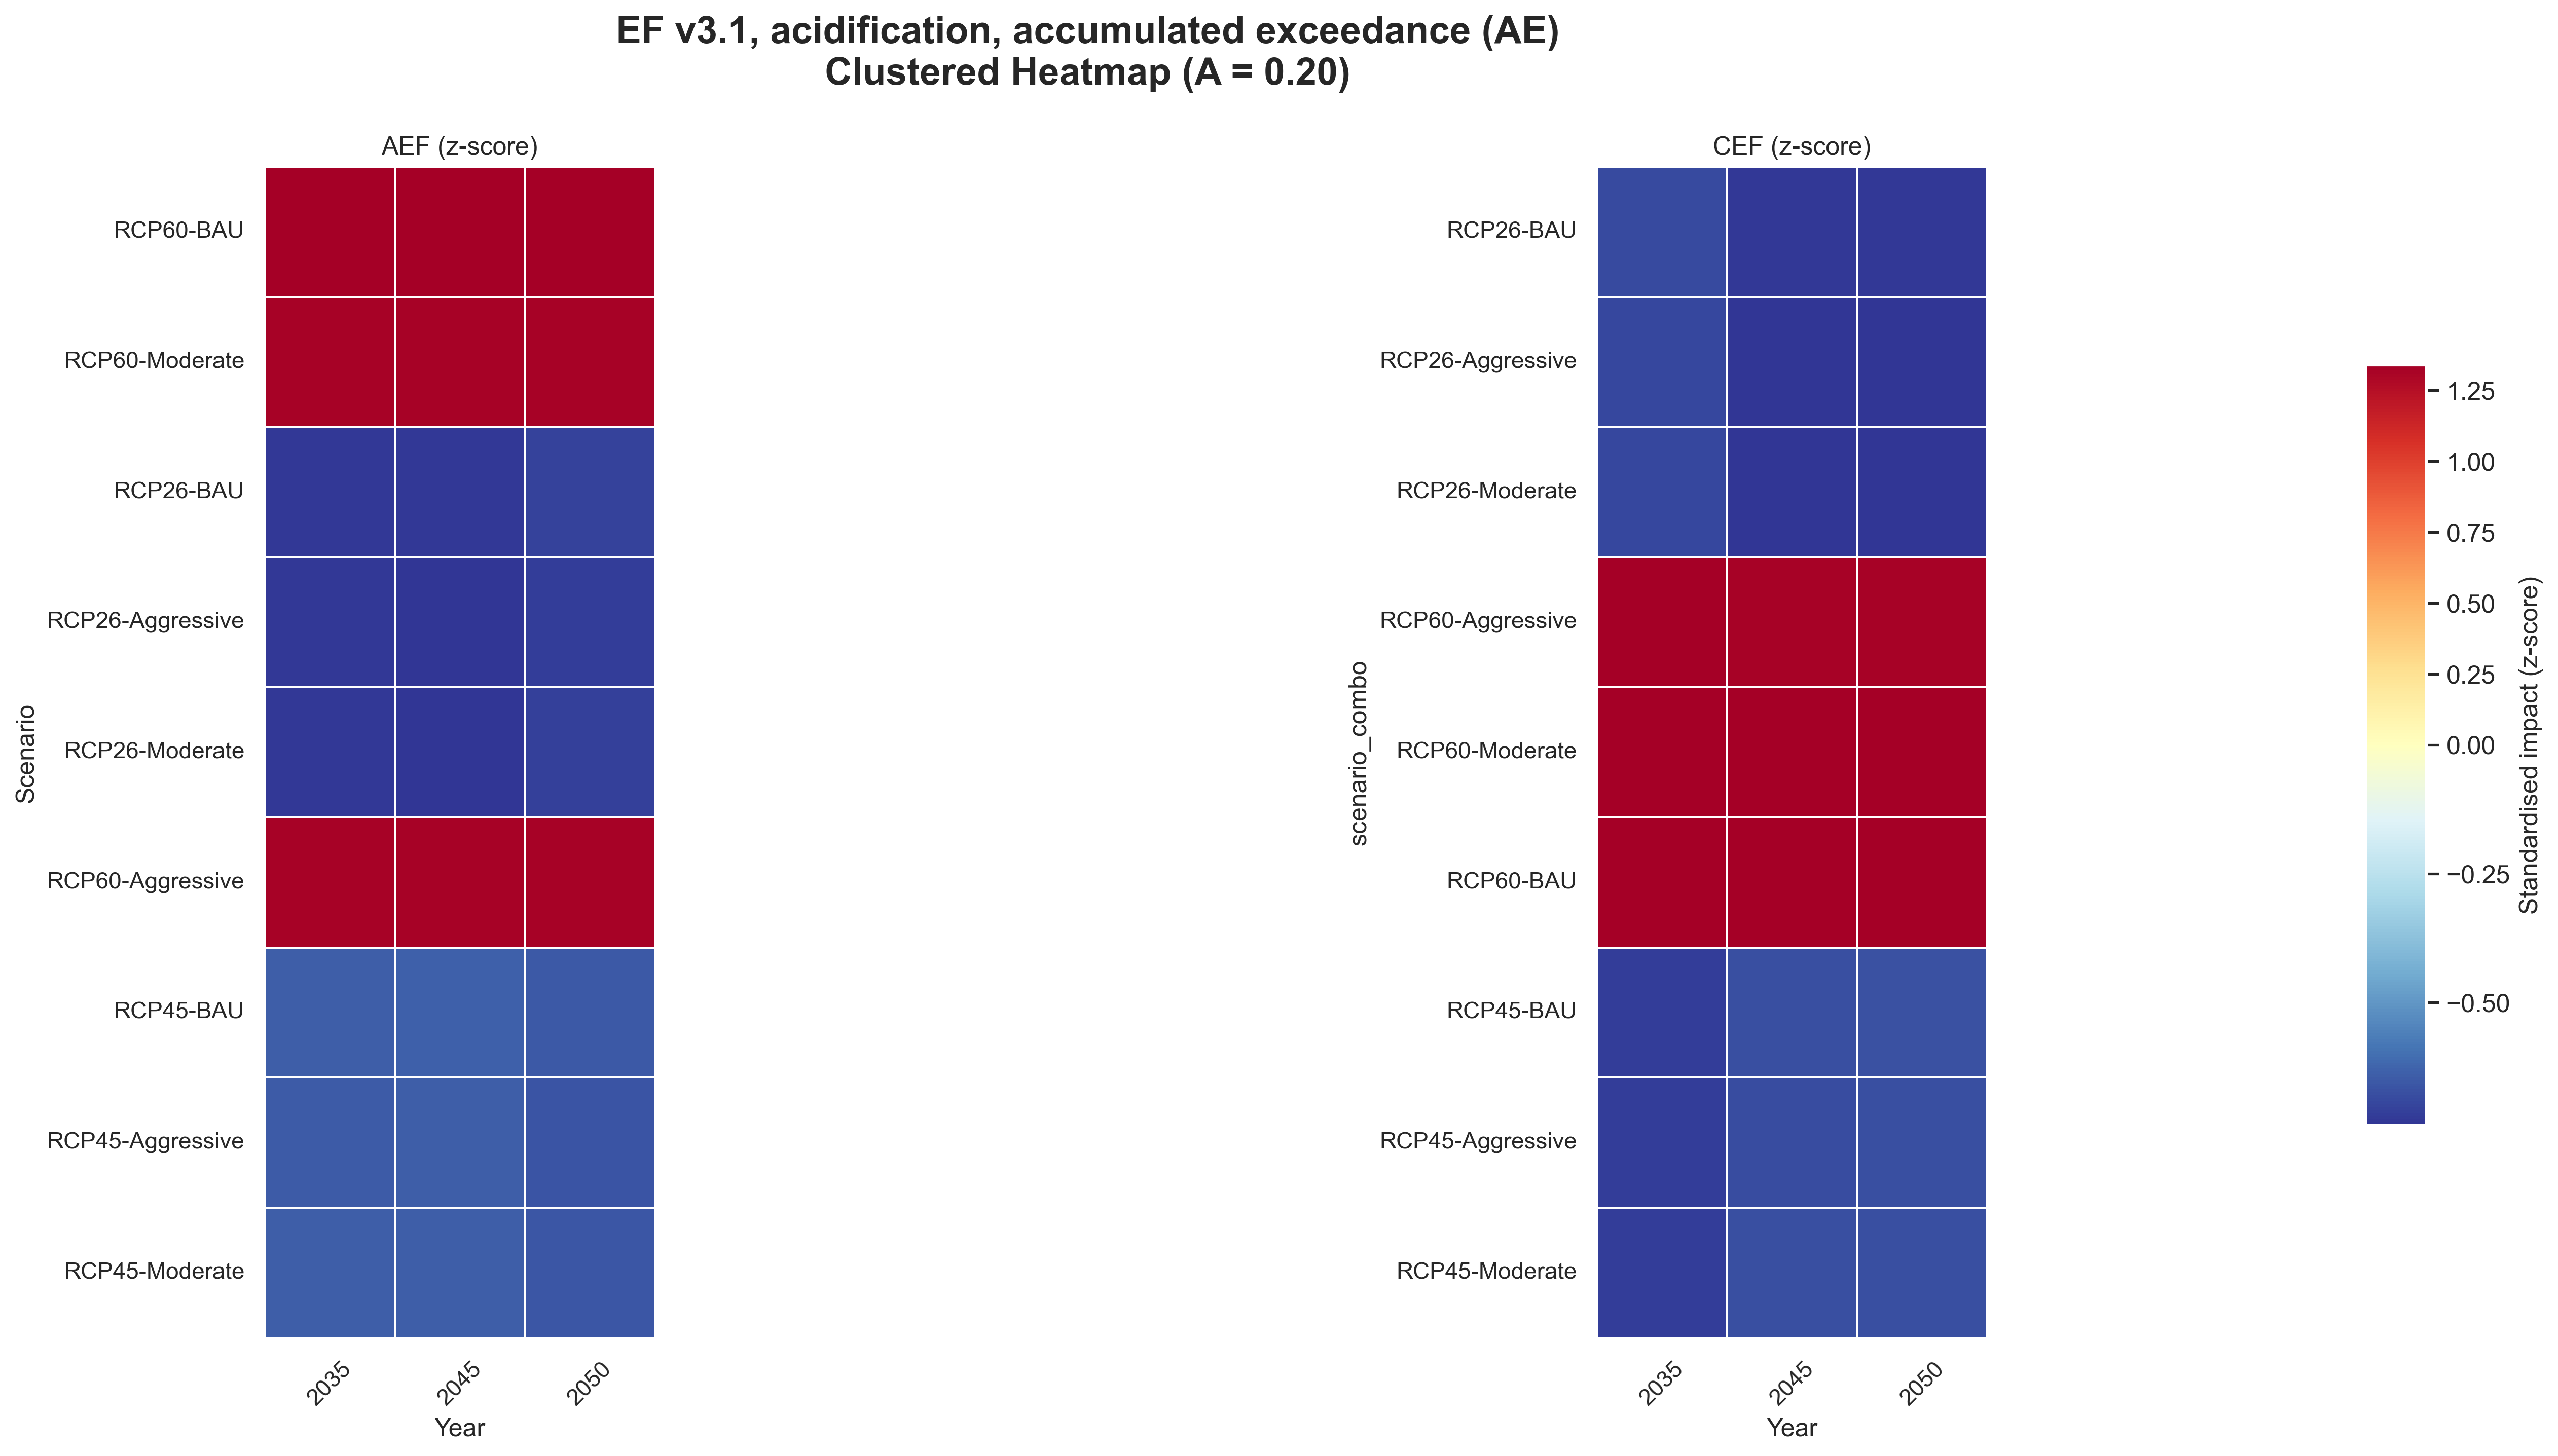 EF v3.1, acidification, accumulated exceedance (AE)
Clustered Heatmap (A = 0.20)
AEF (z-score)
Scenario
RCP60-BAU
RCP60-Moderate
RCP26-BAU
RCP26-Aggressive
RCP26-Moderate
RCP60-Aggressive
RCP45-BAU
RCP45-Aggressive
RCP45-Moderate
2035
2045
2050
Year
CEF (z-score)
scenario_combo
RCP26-BAU
RCP26-Aggressive
RCP26-Moderate
RCP60-Aggressive
RCP60-Moderate
RCP60-BAU
RCP45-BAU
RCP45-Aggressive
RCP45-Moderate
2035
2045
2050
Year
1.25
1.00
0.75
0.50
0.25
0.00
−0.25
−0.50
Standardised impact (z-score)